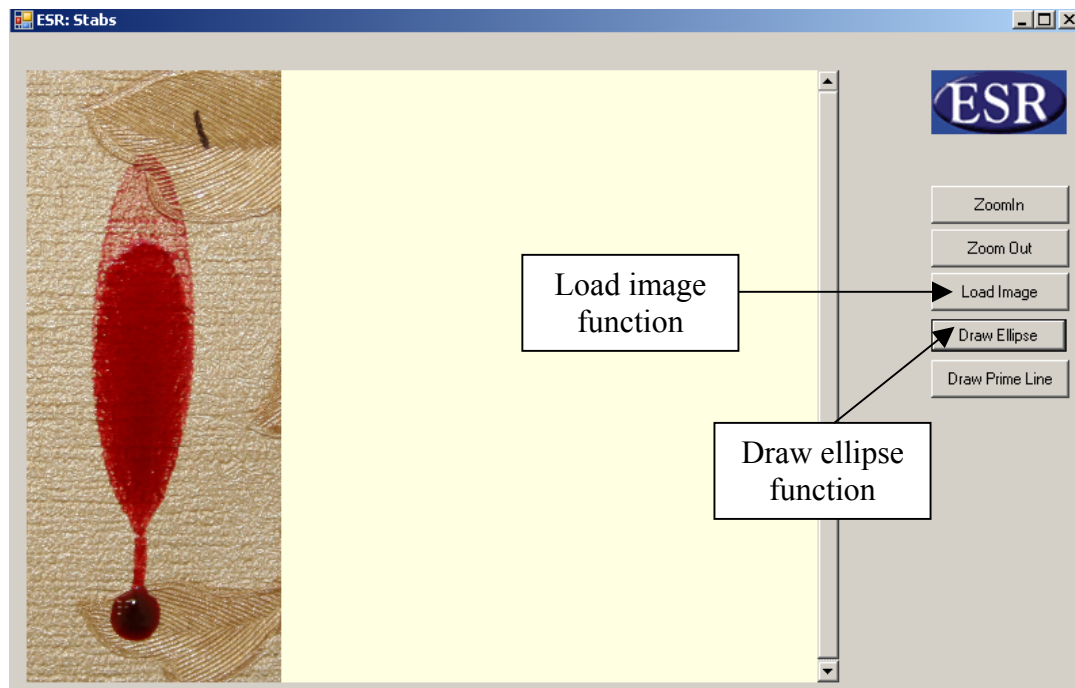 ESR: Stabs
ESR
ZoomIn
Zoom Out
Load image
function
Load Image
Draw Ellipse
Draw Prime Line
Draw ellipse
function